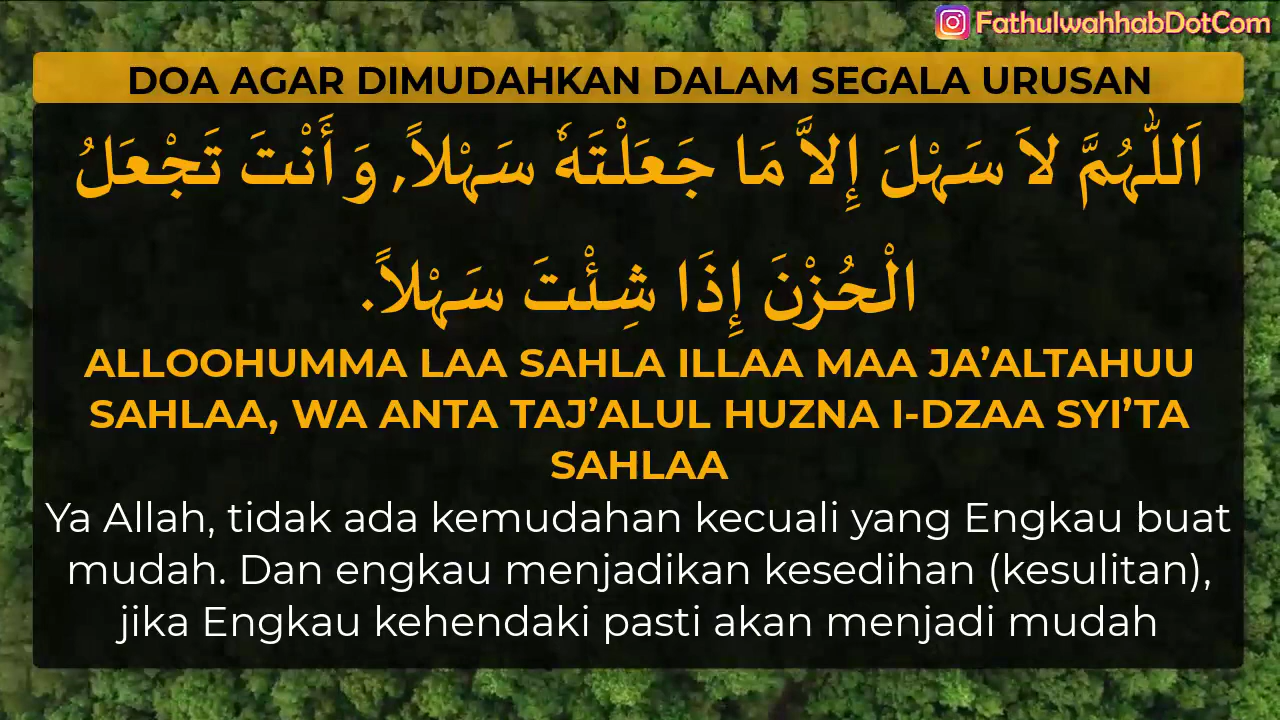 FathulwahhabDotCom
DOA AGAR DIMUDAHKAN DALAM SEGALA URUSAN
اَللّٰهُمَّ لاَ سَهْلَ إِلاَّ مَا جَعَلْتَهٗ سَهْلاً, وَ أَنْتَ تَجْعَلُ
الْحُزْنَ إِذَا شِئْتَ سَهْلاً.
ALLOOHUMMA LAA SAHLA ILLAA MAA JA’ALTAHUU
SAHLAA, WA ANTA TAJ’ALUL HUZNA I-DZAA SYI’TA
SAHLAA
Ya Allah, tidak ada kemudahan kecuali yang Engkau buat
mudah. Dan engkau menjadikan kesedihan (kesulitan),
jika Engkau kehendaki pasti akan menjadi mudah